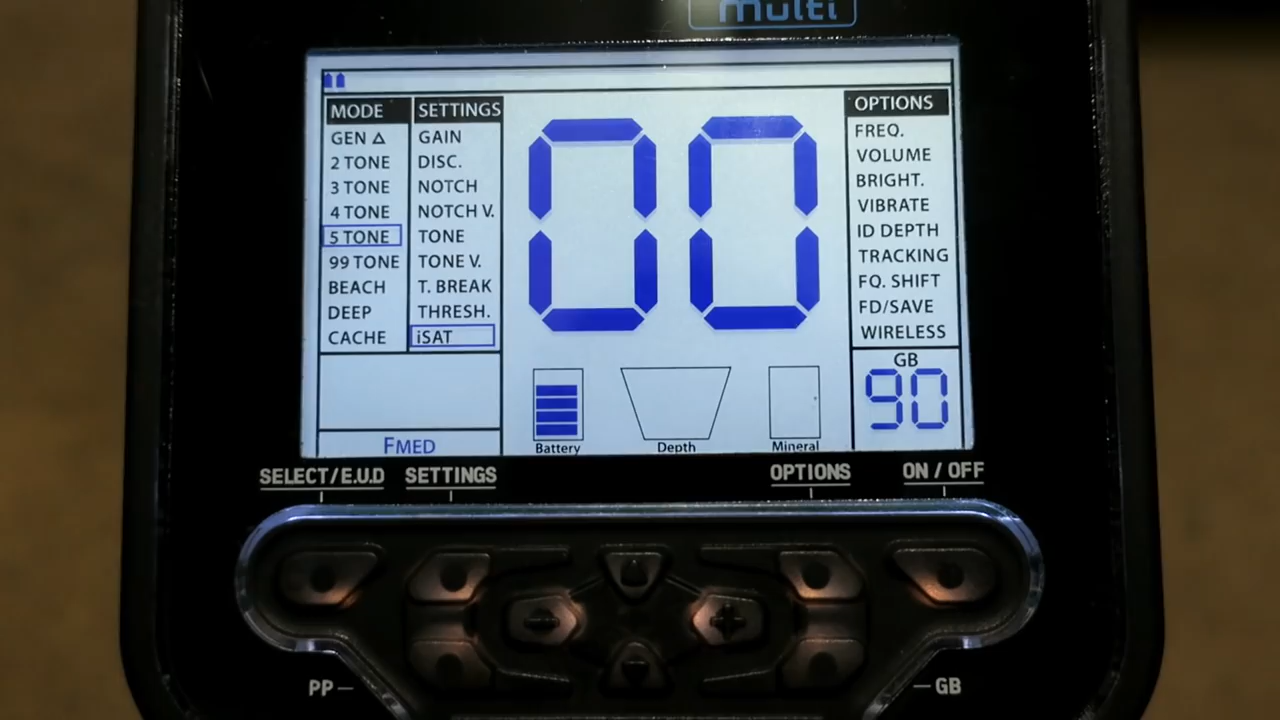 multi
MODE
GEN Δ
2 TONE
3 TONE
4 TONE
5 TONE
99 TONE
BEACH
DEEP
CACHE
SETTINGS
GAIN
DISC.
NOTCH
NOTCH V.
TONE
TONE V.
T. BREAK
THRESH.
iSAT
FMED
00
Battery
Depth
Mineral
OPTIONS
FREQ.
VOLUME
BRIGHT.
VIBRATE
ID DEPTH
TRACKING
FQ. SHIFT
FD/SAVE
WIRELESS
GB
90
SELECT/E.U.D
SETTINGS
OPTIONS
ON / OFF
PP
GB